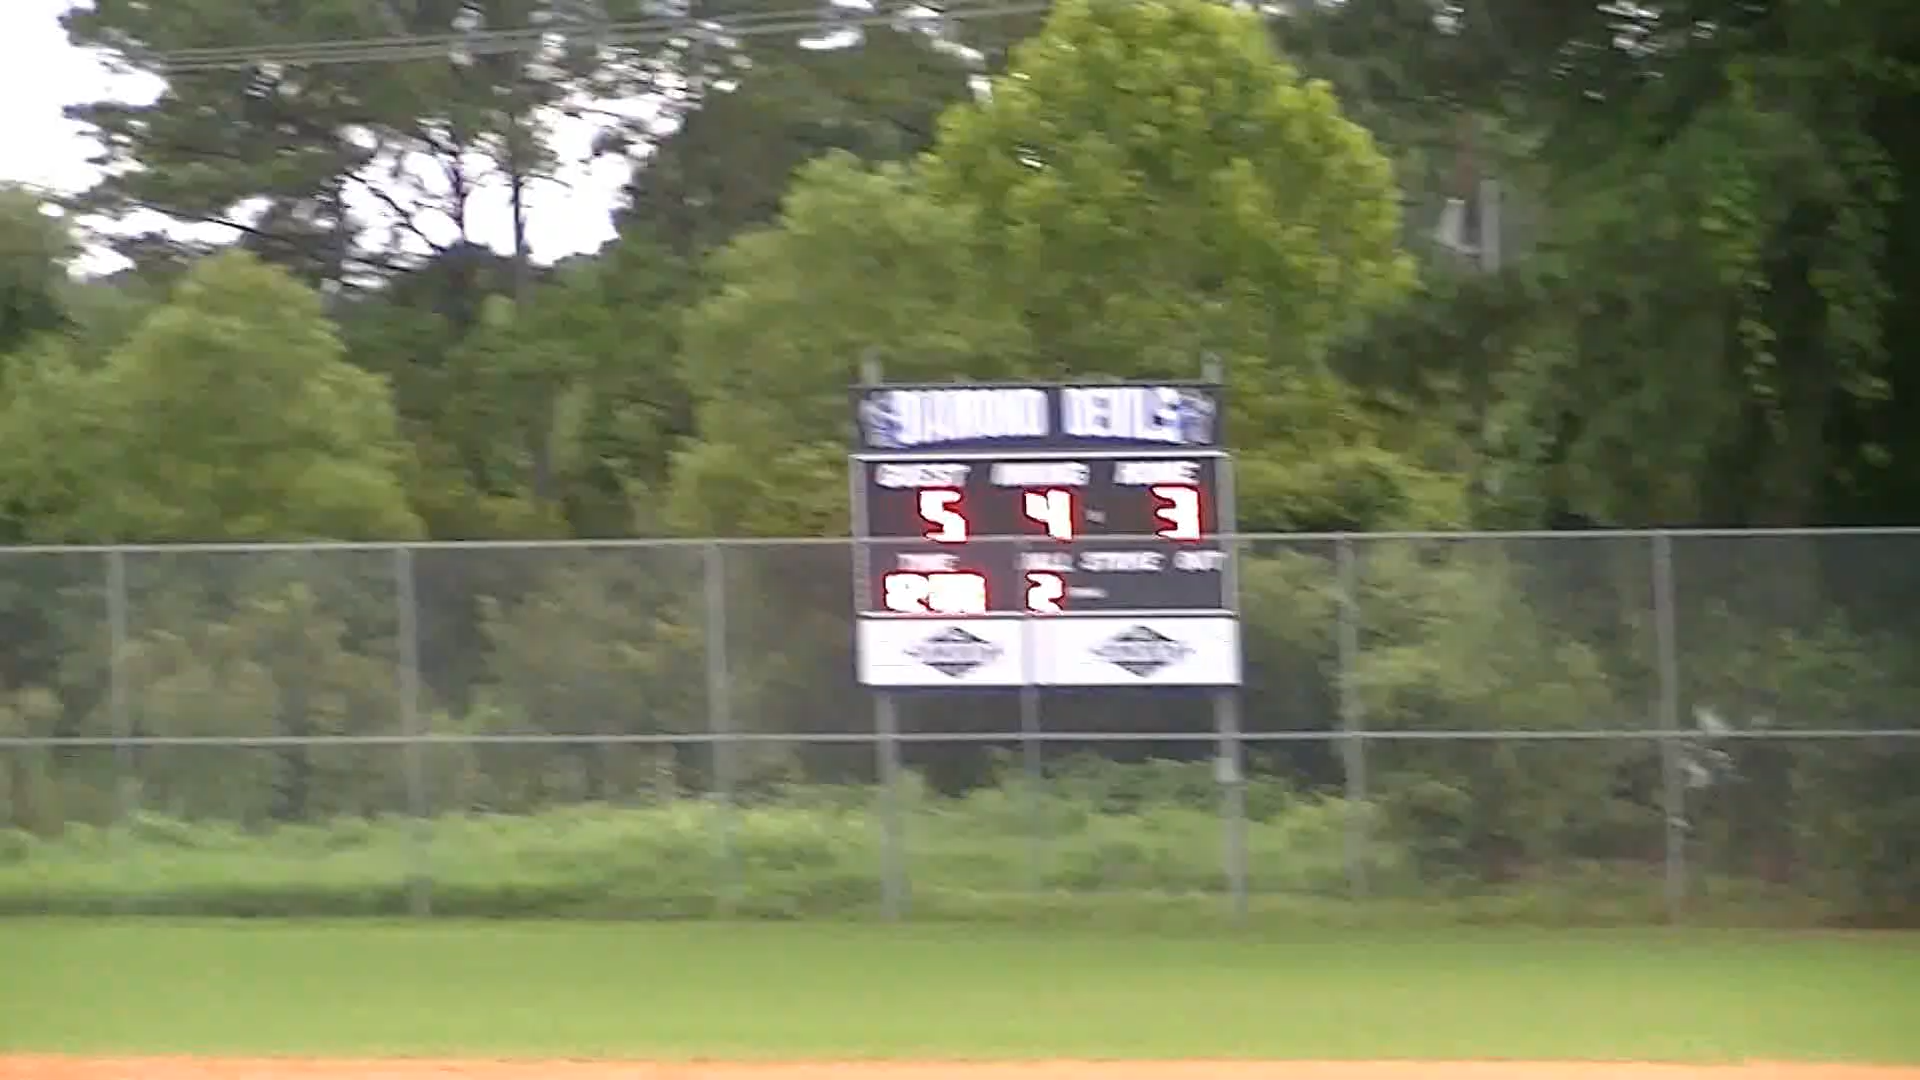 DIAMOND DEVILS
GUEST INNING HOME
5 4 3
TIME BALL STRIKE OUT
2